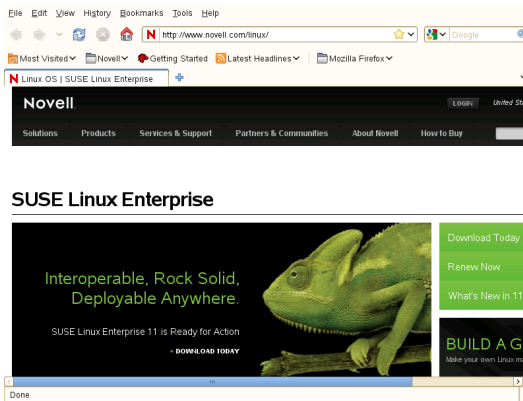 File Edit View History Bookmarks Tools Help
N http://www.novell.com/linux/ Google
Most Visited Novell Getting Started Latest Headlines Mozilla Firefox
N Linux OS | SUSE Linux Enterprise
Novell.
LOGIN United
Solutions Products Services & Support Partners & Communities About Novell How to Buy
SUSE Linux Enterprise
Download Today
Interoperable, Rock Solid,
Deployable Anywhere.
Renew Now
What's New in 11
SUSE Linux Enterprise 11 is Ready for Action
+ DOWNLOAD TODAY
BUILD A G
Make your own Linux
Done